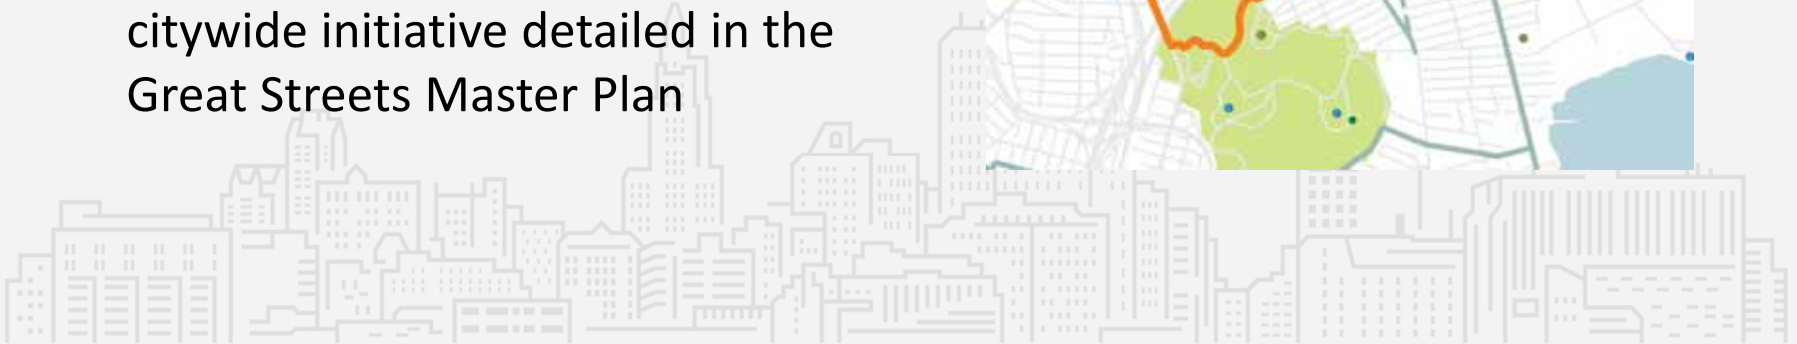 citywide initiative detailed in the
Great Streets Master Plan